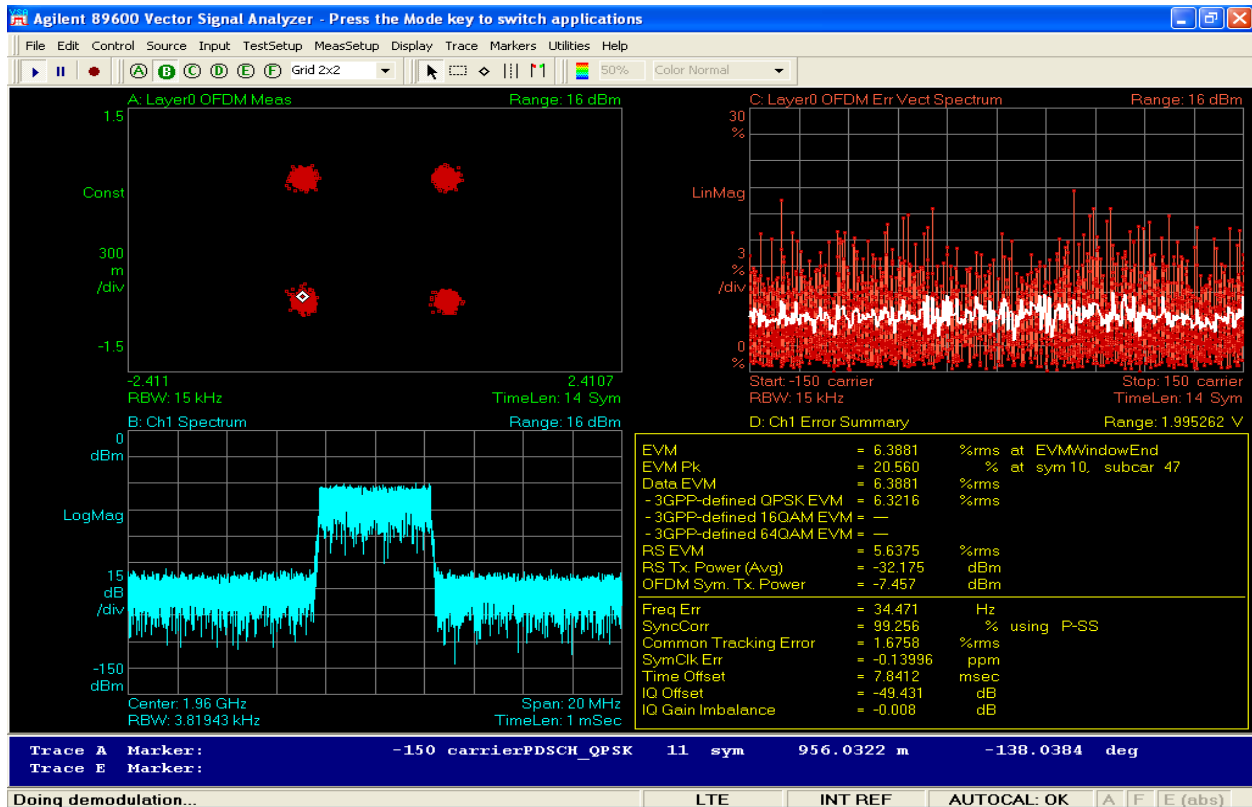 Agilent 89600 Vector Signal Analyzer - Press the Mode key to switch applications
File Edit Control Source Input TestSetup MeasSetup Display Trace Markers Utilities Help
A B C D E F Grid 2x2 50% Color Normal
A: Layer0 OFDM Meas Range: 16 dBm
1.5
Const
300
m
/div
-1.5
-2.411 2.4107
RBW: 15 kHz TimeLen: 14 Sym
C: Layer0 OFDM Err Vect Spectrum Range: 16 dBm
30
%
LinMag
3
%
/div
0
%
Start: -150 carrier Stop: 150 carrier
RBW: 15 kHz TimeLen: 14 Sym
B: Ch1 Spectrum Range: 16 dBm
0
dBm
LogMag
15
dB
/div
-150
dBm
Center: 1.96 GHz Span: 20 MHz
RBW: 3.81943 kHz TimeLen: 1 mSec
D: Ch1 Error Summary Range: 1.995262 V
EVM = 6.3881 %rms at EVMWindowEnd
EVM Pk = 20.560 % at sym 10, subcar 47
Data EVM = 6.3881 %rms
- 3GPP-defined QPSK EVM = 6.3216 %rms
- 3GPP-defined 16QAM EVM = —
- 3GPP-defined 64QAM EVM = —
RS EVM = 5.6375 %rms
RS Tx. Power (Avg) = -32.175 dBm
OFDM Sym. Tx. Power = -7.457 dBm
Freq Err = 34.471 Hz
SyncCorr = 99.256 % using P-SS
Common Tracking Error = 1.6758 %rms
SymClk Err = -0.13996 ppm
Time Offset = 7.8412 msec
IQ Offset = -49.431 dB
IQ Gain Imbalance = -0.008 dB
Trace A Marker: -150 carrierPDSCH_QPSK 11 sym 956.0322 m -138.0384 deg
Trace E Marker:
Doing demodulation... LTE INT REF AUTOCAL: OK A F E (abs)